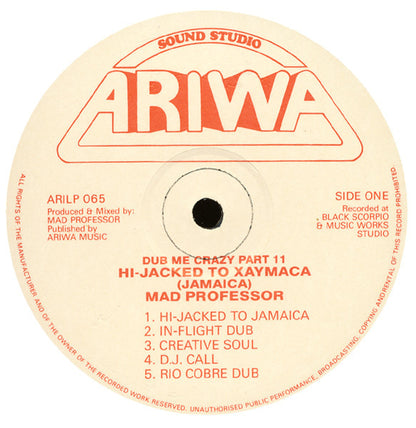 SOUND STUDIO
ARIWA
ARILP 065
Produced & Mixed by:
MAD PROFESSOR
Published by
ARIWA MUSIC
SIDE ONE
Recorded at
BLACK SCORPIO
& MUSIC WORKS
STUDIO
DUB ME CRAZY PART 11
HI-JACKED TO XAYMACA
(JAMAICA)
MAD PROFESSOR
1. HI-JACKED TO JAMAICA
2. IN-FLIGHT DUB
3. CREATIVE SOUL
4. D.J. CALL
5. RIO COBRE DUB
ALL RIGHTS OF THE MANUFACTURER AND OF THE OWNER OF THE RECORDED WORK RESERVED. UNAUTHORISED PUBLIC PERFORMANCE, BROADCASTING, COPYING AND RENTAL OF THIS RECORD PROHIBITED.